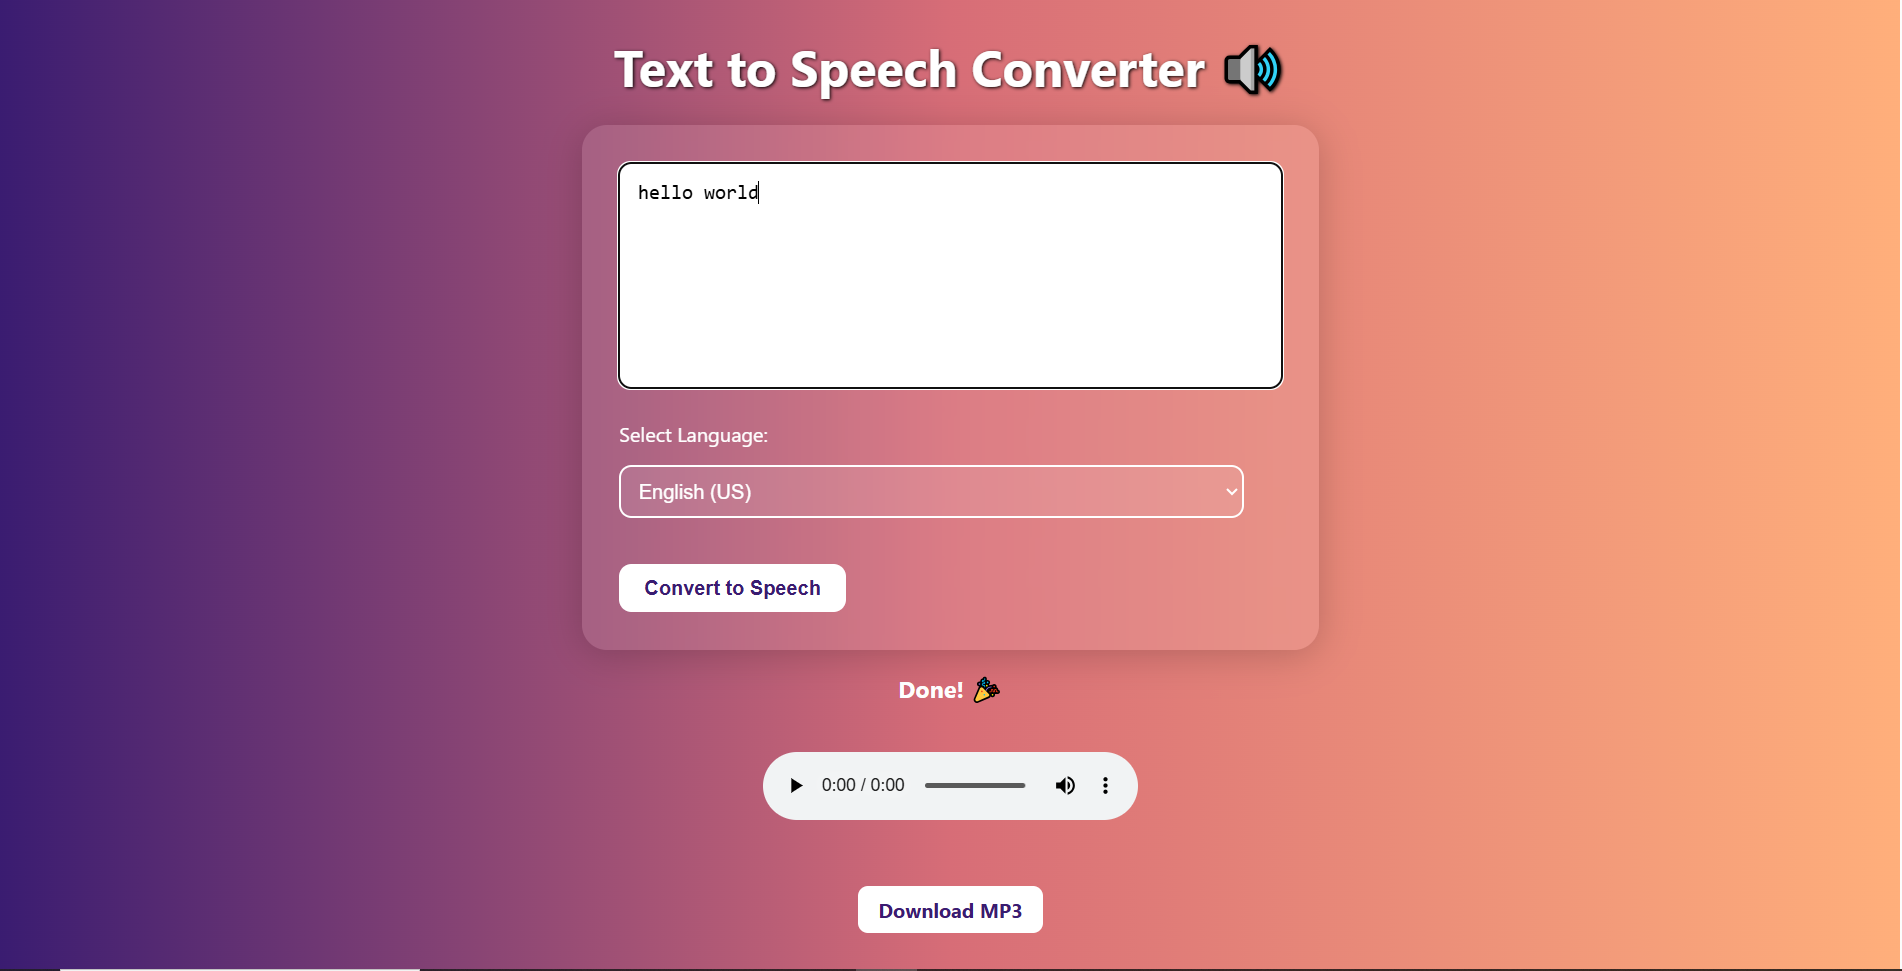 Text to Speech Converter 🔊
hello world
Select Language:
English (US)
Convert to Speech
Done! 🎉
0:00 / 0:00
Download MP3